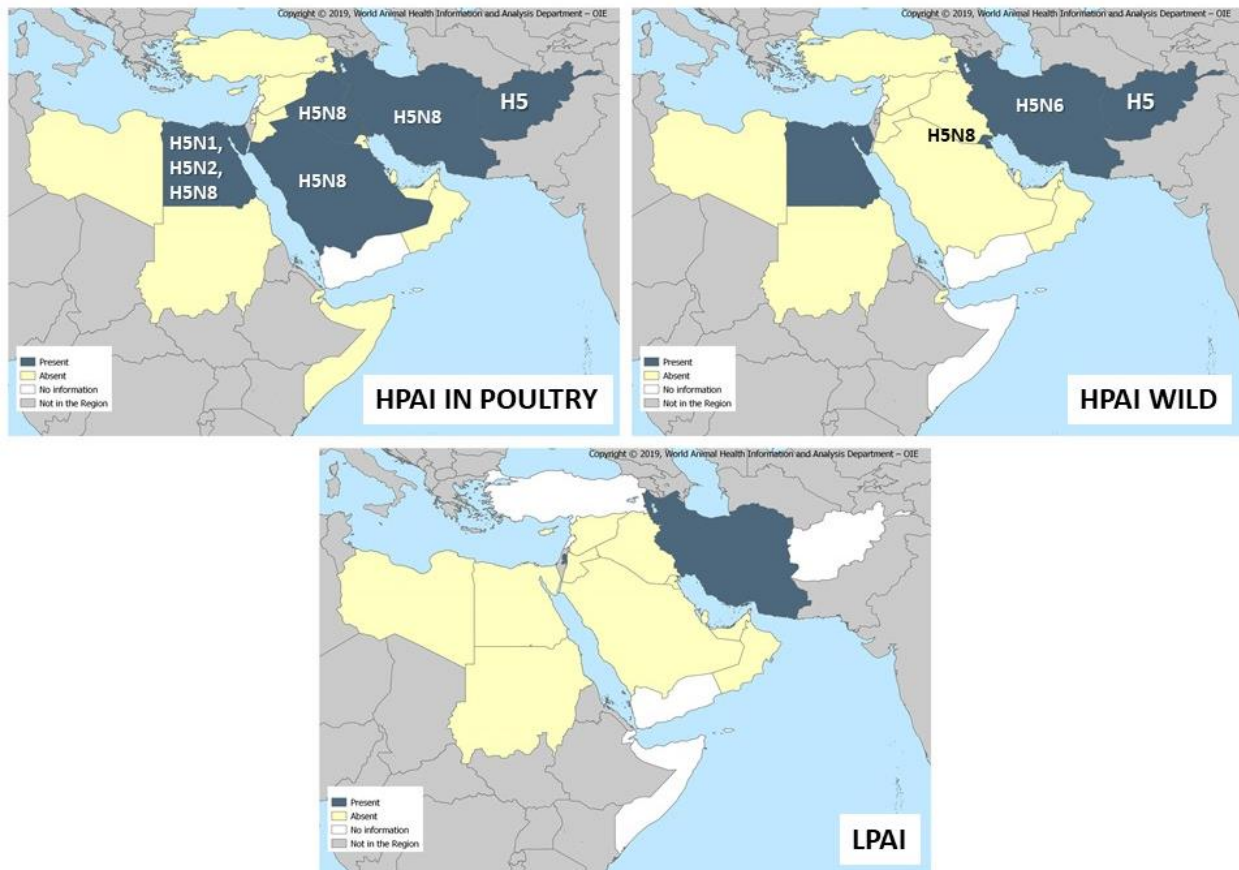 Copyright © 2019, World Animal Health Information and Analysis Department – OIE
H5N8
H5N8
H5
H5N1,
H5N2,
H5N8
H5N8
Present
Absent
No information
Not in the Region
HPAI IN POULTRY
Copyright © 2019, World Animal Health Information and Analysis Department – OIE
H5N6
H5
H5N8
Present
Absent
No information
Not in the Region
HPAI WILD
Copyright © 2019, World Animal Health Information and Analysis Department – OIE
Present
Absent
No information
Not in the Region
LPAI